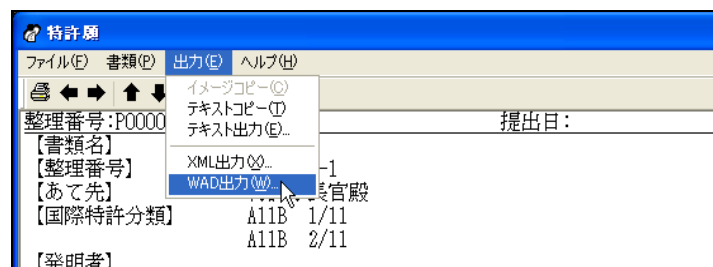 特許願
ファイル(F) 書類(P) 出力(E) ヘルプ(H)
イメージコピー(C)
テキストコピー(T)
テキスト出力(E)...
XML出力(X)...
WAD出力(W)...
整理番号:P0000 提出日:
【書類名】
【整理番号】 -1
【あて先】 長官殿
【国際特許分類】 A11B 1/11
A11B 2/11
【発明者】